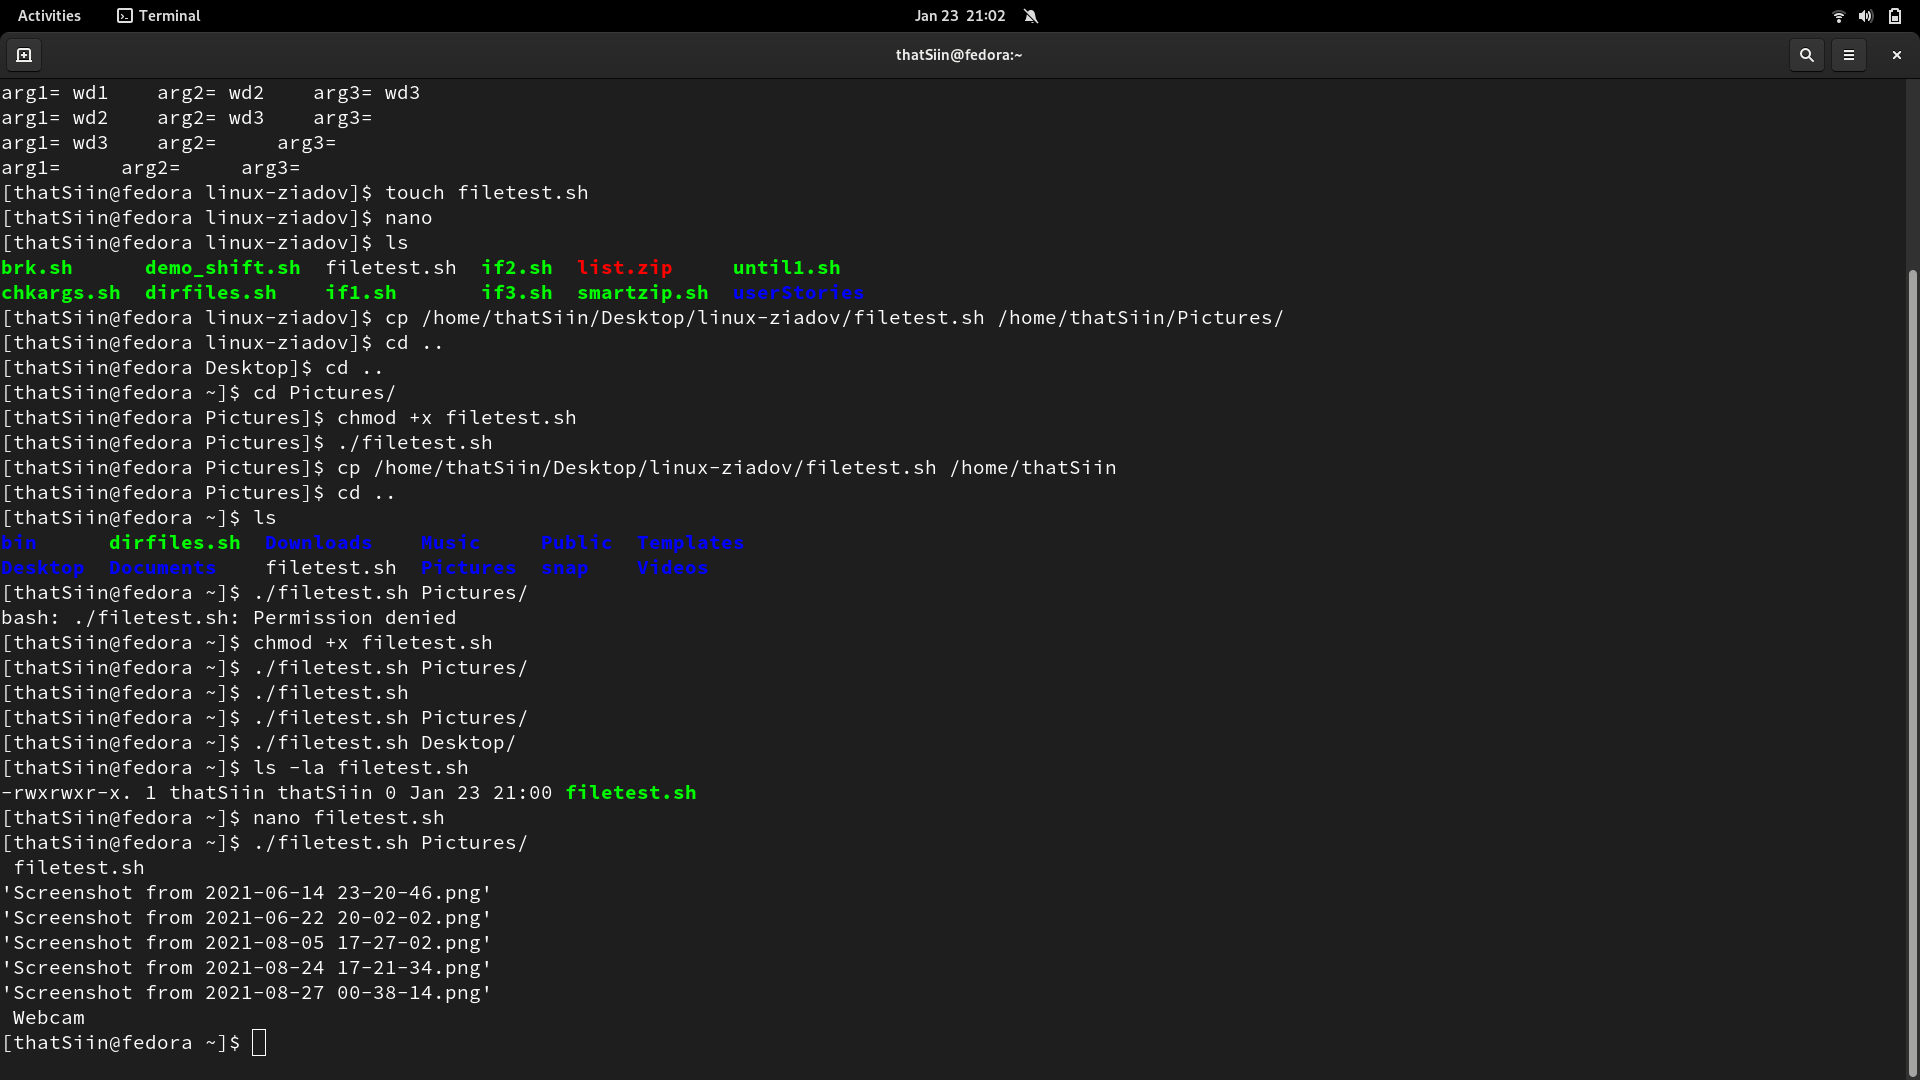 Activities Terminal Jan 23 21:02
thatSiin@fedora:~
arg1= wd1    arg2= wd2    arg3= wd3
arg1= wd2    arg2= wd3    arg3=
arg1= wd3    arg2=     arg3=
arg1=     arg2=     arg3=
[thatSiin@fedora linux-ziadov]$ touch filetest.sh
[thatSiin@fedora linux-ziadov]$ nano
[thatSiin@fedora linux-ziadov]$ ls
brk.sh      demo_shift.sh  filetest.sh  if2.sh  list.zip     until1.sh
chkargs.sh  dirfiles.sh    if1.sh       if3.sh  smartzip.sh  userStories
[thatSiin@fedora linux-ziadov]$ cp /home/thatSiin/Desktop/linux-ziadov/filetest.sh /home/thatSiin/Pictures/
[thatSiin@fedora linux-ziadov]$ cd ..
[thatSiin@fedora Desktop]$ cd ..
[thatSiin@fedora ~]$ cd Pictures/
[thatSiin@fedora Pictures]$ chmod +x filetest.sh
[thatSiin@fedora Pictures]$ ./filetest.sh
[thatSiin@fedora Pictures]$ cp /home/thatSiin/Desktop/linux-ziadov/filetest.sh /home/thatSiin
[thatSiin@fedora Pictures]$ cd ..
[thatSiin@fedora ~]$ ls
bin      dirfiles.sh  Downloads    Music     Public  Templates
Desktop  Documents    filetest.sh  Pictures  snap    Videos
[thatSiin@fedora ~]$ ./filetest.sh Pictures/
bash: ./filetest.sh: Permission denied
[thatSiin@fedora ~]$ chmod +x filetest.sh
[thatSiin@fedora ~]$ ./filetest.sh Pictures/
[thatSiin@fedora ~]$ ./filetest.sh
[thatSiin@fedora ~]$ ./filetest.sh Pictures/
[thatSiin@fedora ~]$ ./filetest.sh Desktop/
[thatSiin@fedora ~]$ ls -la filetest.sh
-rwxrwxr-x. 1 thatSiin thatSiin 0 Jan 23 21:00 filetest.sh
[thatSiin@fedora ~]$ nano filetest.sh
[thatSiin@fedora ~]$ ./filetest.sh Pictures/
 filetest.sh
'Screenshot from 2021-06-14 23-20-46.png'
'Screenshot from 2021-06-22 20-02-02.png'
'Screenshot from 2021-08-05 17-27-02.png'
'Screenshot from 2021-08-24 17-21-34.png'
'Screenshot from 2021-08-27 00-38-14.png'
 Webcam
[thatSiin@fedora ~]$